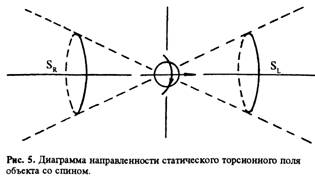 S_R
S_L
Рис. 5. Диаграмма направленности статического торсионного поля
объекта со спином.